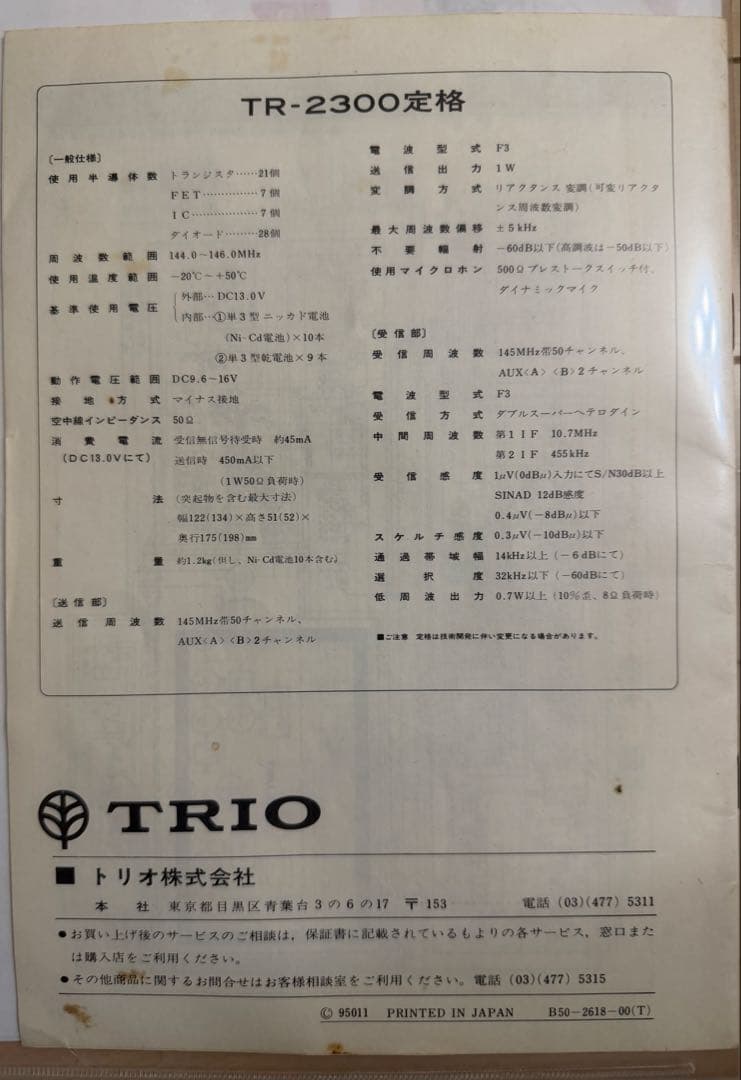 TR-2300定格
〔一般仕様〕
使用半導体数 トランジスタ……21個
FET……………7個
IC………………7個
ダイオード………28個
周波数範囲 144.0～146.0MHz
使用温度範囲 −20℃～+50℃
基準使用電圧 外部…DC13.0V
内部…①単3型ニッカド電池
(Ni-Cd電池)×10本
②単3型乾電池×9本
動作電圧範囲 DC9.6～16V
接地方式 マイナス接地
空中線インピーダンス 50Ω
消費電流 受信無信号待受時 約45mA
(DC13.0Vにて) 送信時 450mA以下
(1W50Ω負荷時)
寸法 (突起物を含む最大寸法)
幅122(134)×高さ51(52)×
奥行175(198)mm
重量 約1.2kg(但し、Ni-Cd電池10本含む)
〔送信部〕
送信周波数 145MHz帯50チャンネル、
AUX<A> <B>2チャンネル
電波型式 F3
送信出力 1W
変調方式 リアクタンス変調(可変リアクタ
ンス周波数変調)
最大周波数偏移 ±5kHz
不要輻射 −60dB以下(高調波は−50dB以下)
使用マイクロホン 500Ωプレストークスイッチ付、
ダイナミックマイク
〔受信部〕
受信周波数 145MHz帯50チャンネル、
AUX<A> <B>2チャンネル
電波型式 F3
受信方式 ダブルスーパーヘテロダイン
中間周波数 第1IF 10.7MHz
第2IF 455kHz
受信感度 1μV(0dBμ)入力にてS/N30dB以上
SINAD 12dB感度
0.4μV(−8dBμ)以下
スケルチ感度 0.3μV(−10dBμ)以下
通過帯域幅 14kHz以上(−6dBにて)
選択度 32kHz以下(−60dBにて)
低周波出力 0.7W以上(10%歪、8Ω負荷時)
■ご注意 定格は技術開発に伴い変更になる場合があります。
TRIO
■トリオ株式会社
本社 東京都目黒区青葉台3の6の17 〒153 電話(03)(477)5311
●お買い上げ後のサービスのご相談は，保証書に記載されているもよりの各サービス，窓口また
は購入店をご利用ください。
●その他商品に関するお問合せはお客様相談室をご利用ください。電話(03)(477)5315
©95011 PRINTED IN JAPAN B50-2618-00(T)